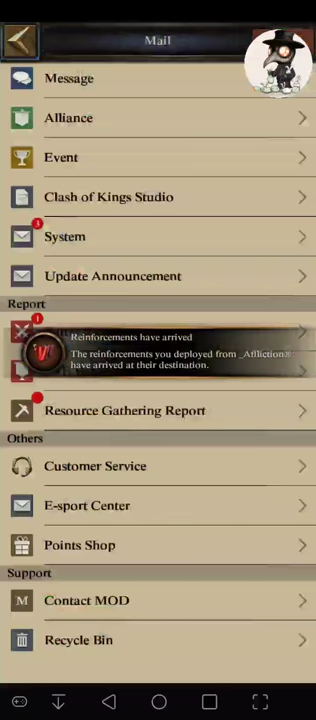 Mail
Message
Alliance
Event
Clash of Kings Studio
3
System
Update Announcement
Report
1
Reinforcements have arrived
The reinforcements you deployed from _Affliction®
have arrived at their destination.
Resource Gathering Report
Others
Customer Service
E-sport Center
Points Shop
Support
M
Contact MOD
Recycle Bin